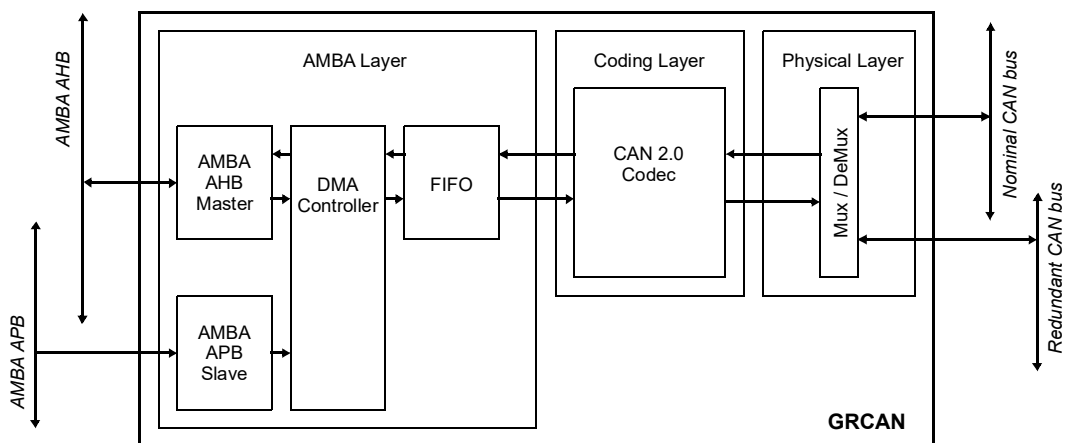 AMBA AHB
AMBA Layer
Coding Layer
Physical Layer
Nominal CAN bus
AMBA
AHB
Master
DMA
Controller
FIFO
CAN 2.0
Codec
Mux / DeMux
Redundant CAN bus
AMBA APB
AMBA
APB
Slave
GRCAN